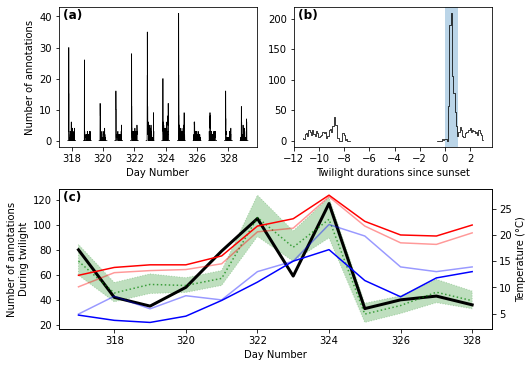 (a)
Number of annotations
40
30
20
10
0
318 320 322 324 326 328
Day Number
(b)
200
150
100
50
0
−12 −10 −8 −6 −4 −2 0 2
Twilight durations since sunset
(c)
Number of annotations
During twilight
120
100
80
60
40
20
318 320 322 324 326 328
Day Number
25
20
15
10
5
Temperature (°C)